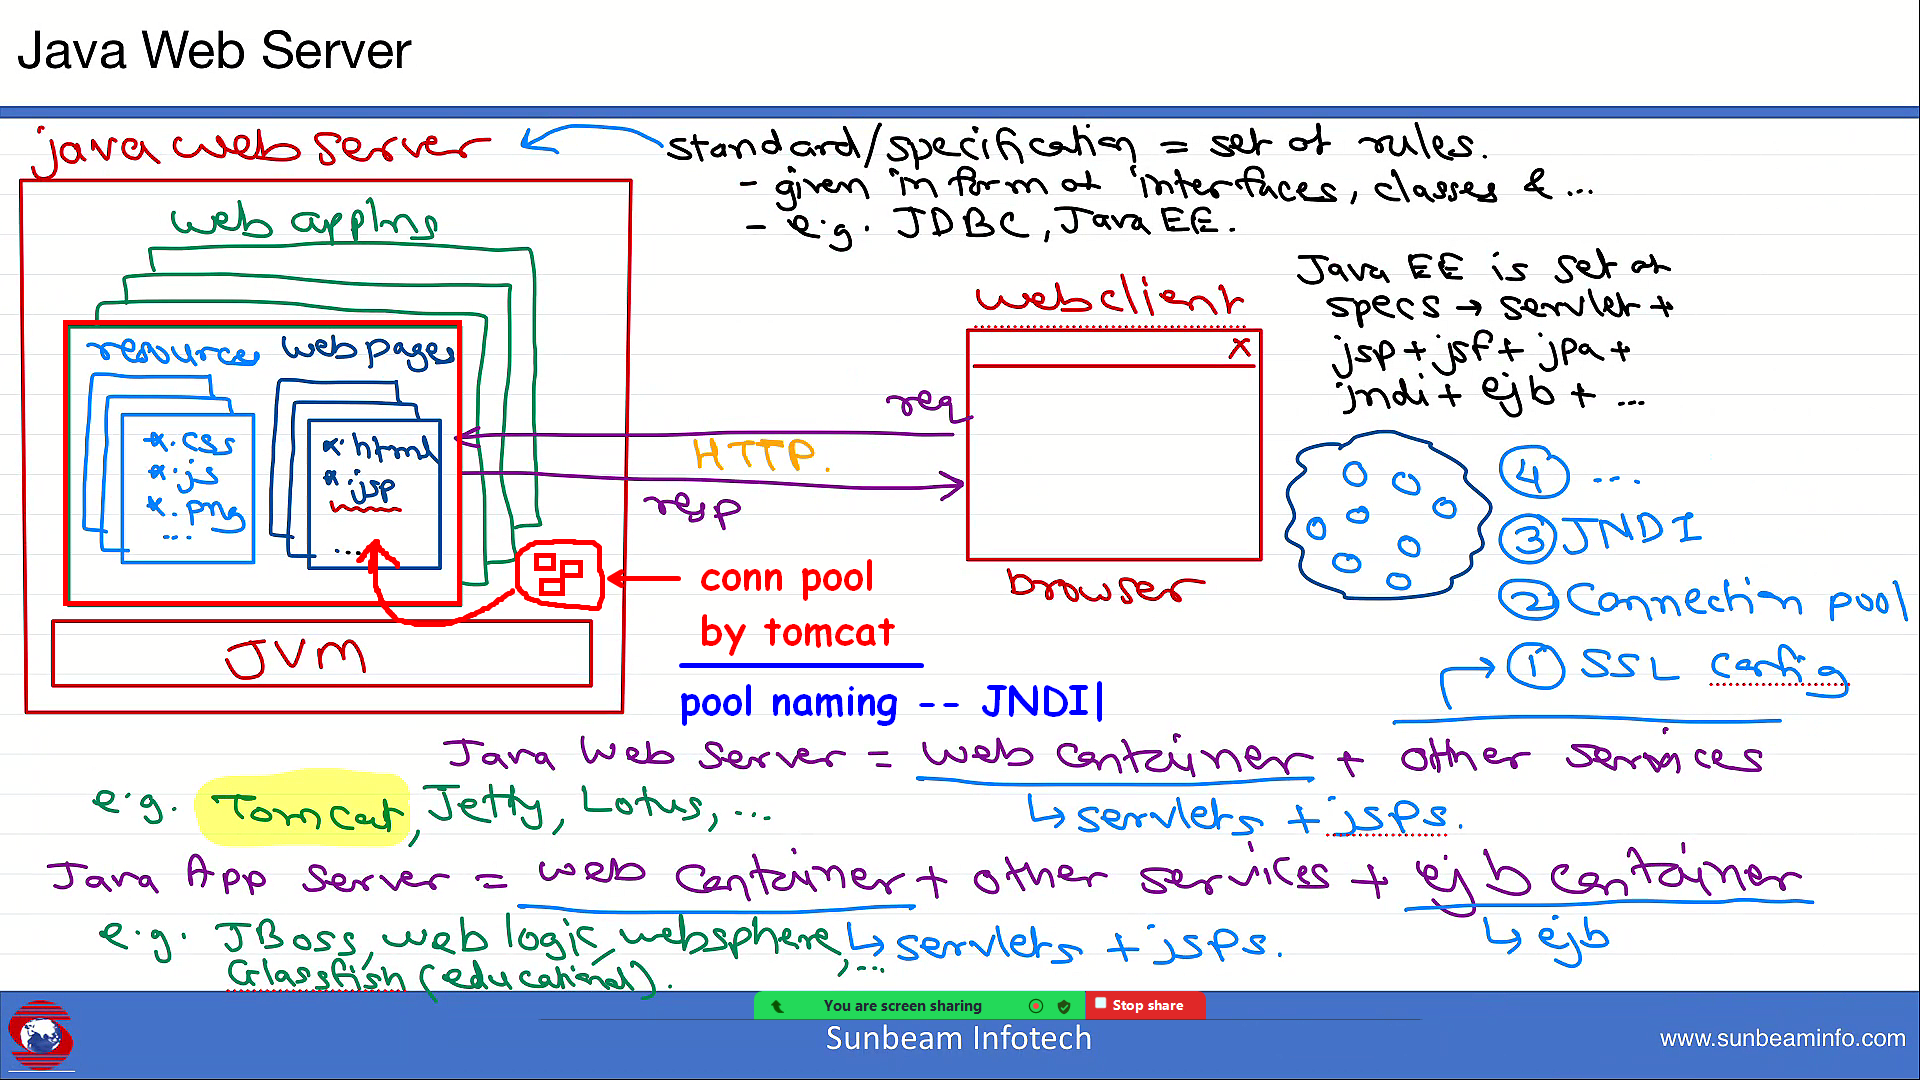 Java Web Server
java web server
standard/specification = set of rules.
- given in form of interfaces, classes & ...
- e.g. JDBC, Java EE.
web applns
Java EE is set of
specs → servlet +
jsp + jsf + jpa +
jndi + ejb + ...
web client
x
resources
web pages
*.css
*.js
*.png
...
*.html
*.jsp
...
req
HTTP.
resp
browser
conn pool
by tomcat
pool naming -- JNDI|
JVM
④ ...
③ JNDI
② Connection pool
→ ① SSL config
Java Web Server = web container + other services
e.g. Tomcat, Jetty, Lotus, ...
↳ servlets + jsps.
Java App Server = web container + other services + ejb container
e.g. JBoss, weblogic, websphere, ...
Glassfish (educational).
↳ servlets + jsps.
↳ ejb
You are screen sharing
Stop share
Sunbeam Infotech
www.sunbeaminfo.com